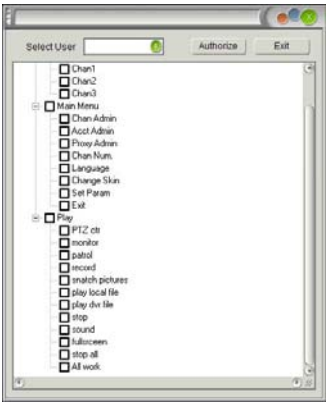 Select User
Authorize
Exit
Chan1
Chan2
Chan3
Main Menu
Chan Admin
Acct Admin
Proxy Admin
Chan Num.
Language
Change Skin
Set Param
Exit
Play
PTZ ctr
monitor
patrol
record
snatch pictures
play local file
play dvr file
stop
sound
fullscreen
stop all
All work